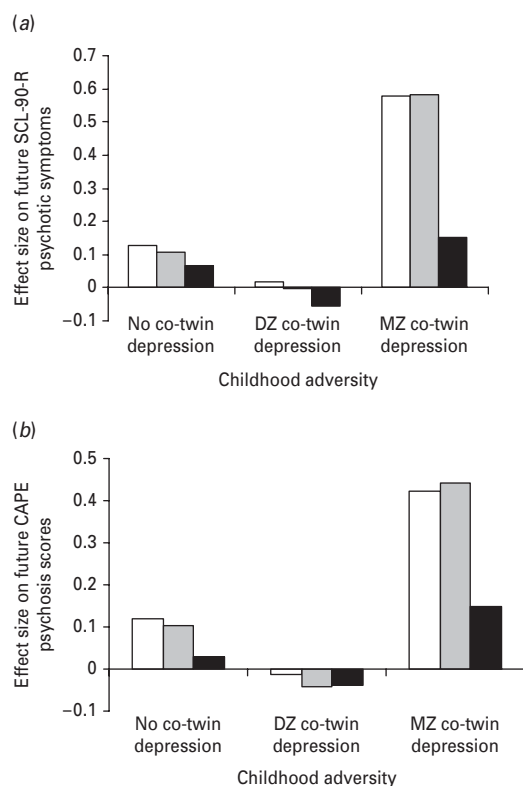 (a)
Effect size on future SCL-90-R
psychotic symptoms
0.7
0.6
0.5
0.4
0.3
0.2
0.1
0
–0.1
No co-twin
depression
DZ co-twin
depression
MZ co-twin
depression
Childhood adversity
(b)
Effect size on future CAPE
psychosis scores
0.5
0.4
0.3
0.2
0.1
0
–0.1
No co-twin
depression
DZ co-twin
depression
MZ co-twin
depression
Childhood adversity